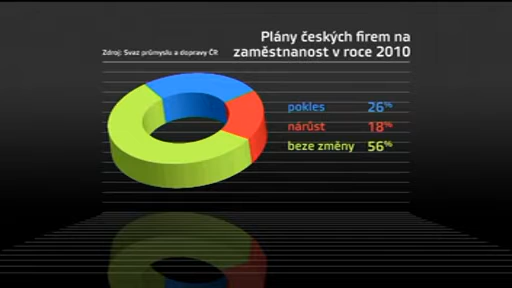 Plány českých firem na
zaměstnanost v roce 2010
Zdroj: Svaz průmyslu a dopravy ČR
pokles 26%
nárůst 18%
beze změny 56%